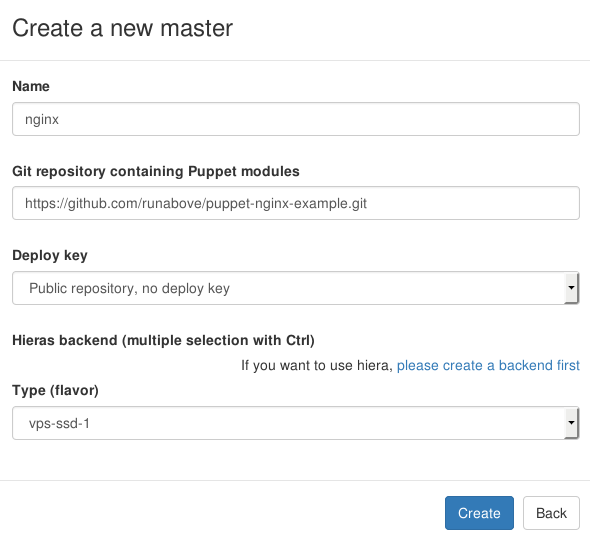 Create a new master
Name
nginx
Git repository containing Puppet modules
https://github.com/runabove/puppet-nginx-example.git
Deploy key
Public repository, no deploy key
Hieras backend (multiple selection with Ctrl)
If you want to use hiera, please create a backend first
Type (flavor)
vps-ssd-1
Create Back